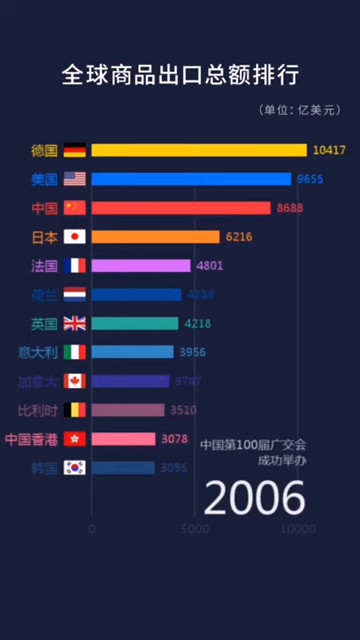 全球商品出口总额排行
（单位：亿美元）
德国 10417
美国 9655
中国 8688
日本 6216
法国 4801
荷兰
英国 4218
意大利 3956
加拿大
比利时 3510
中国香港 3078
韩国
中国第100届广交会
成功举办
2006
0 5000 10000